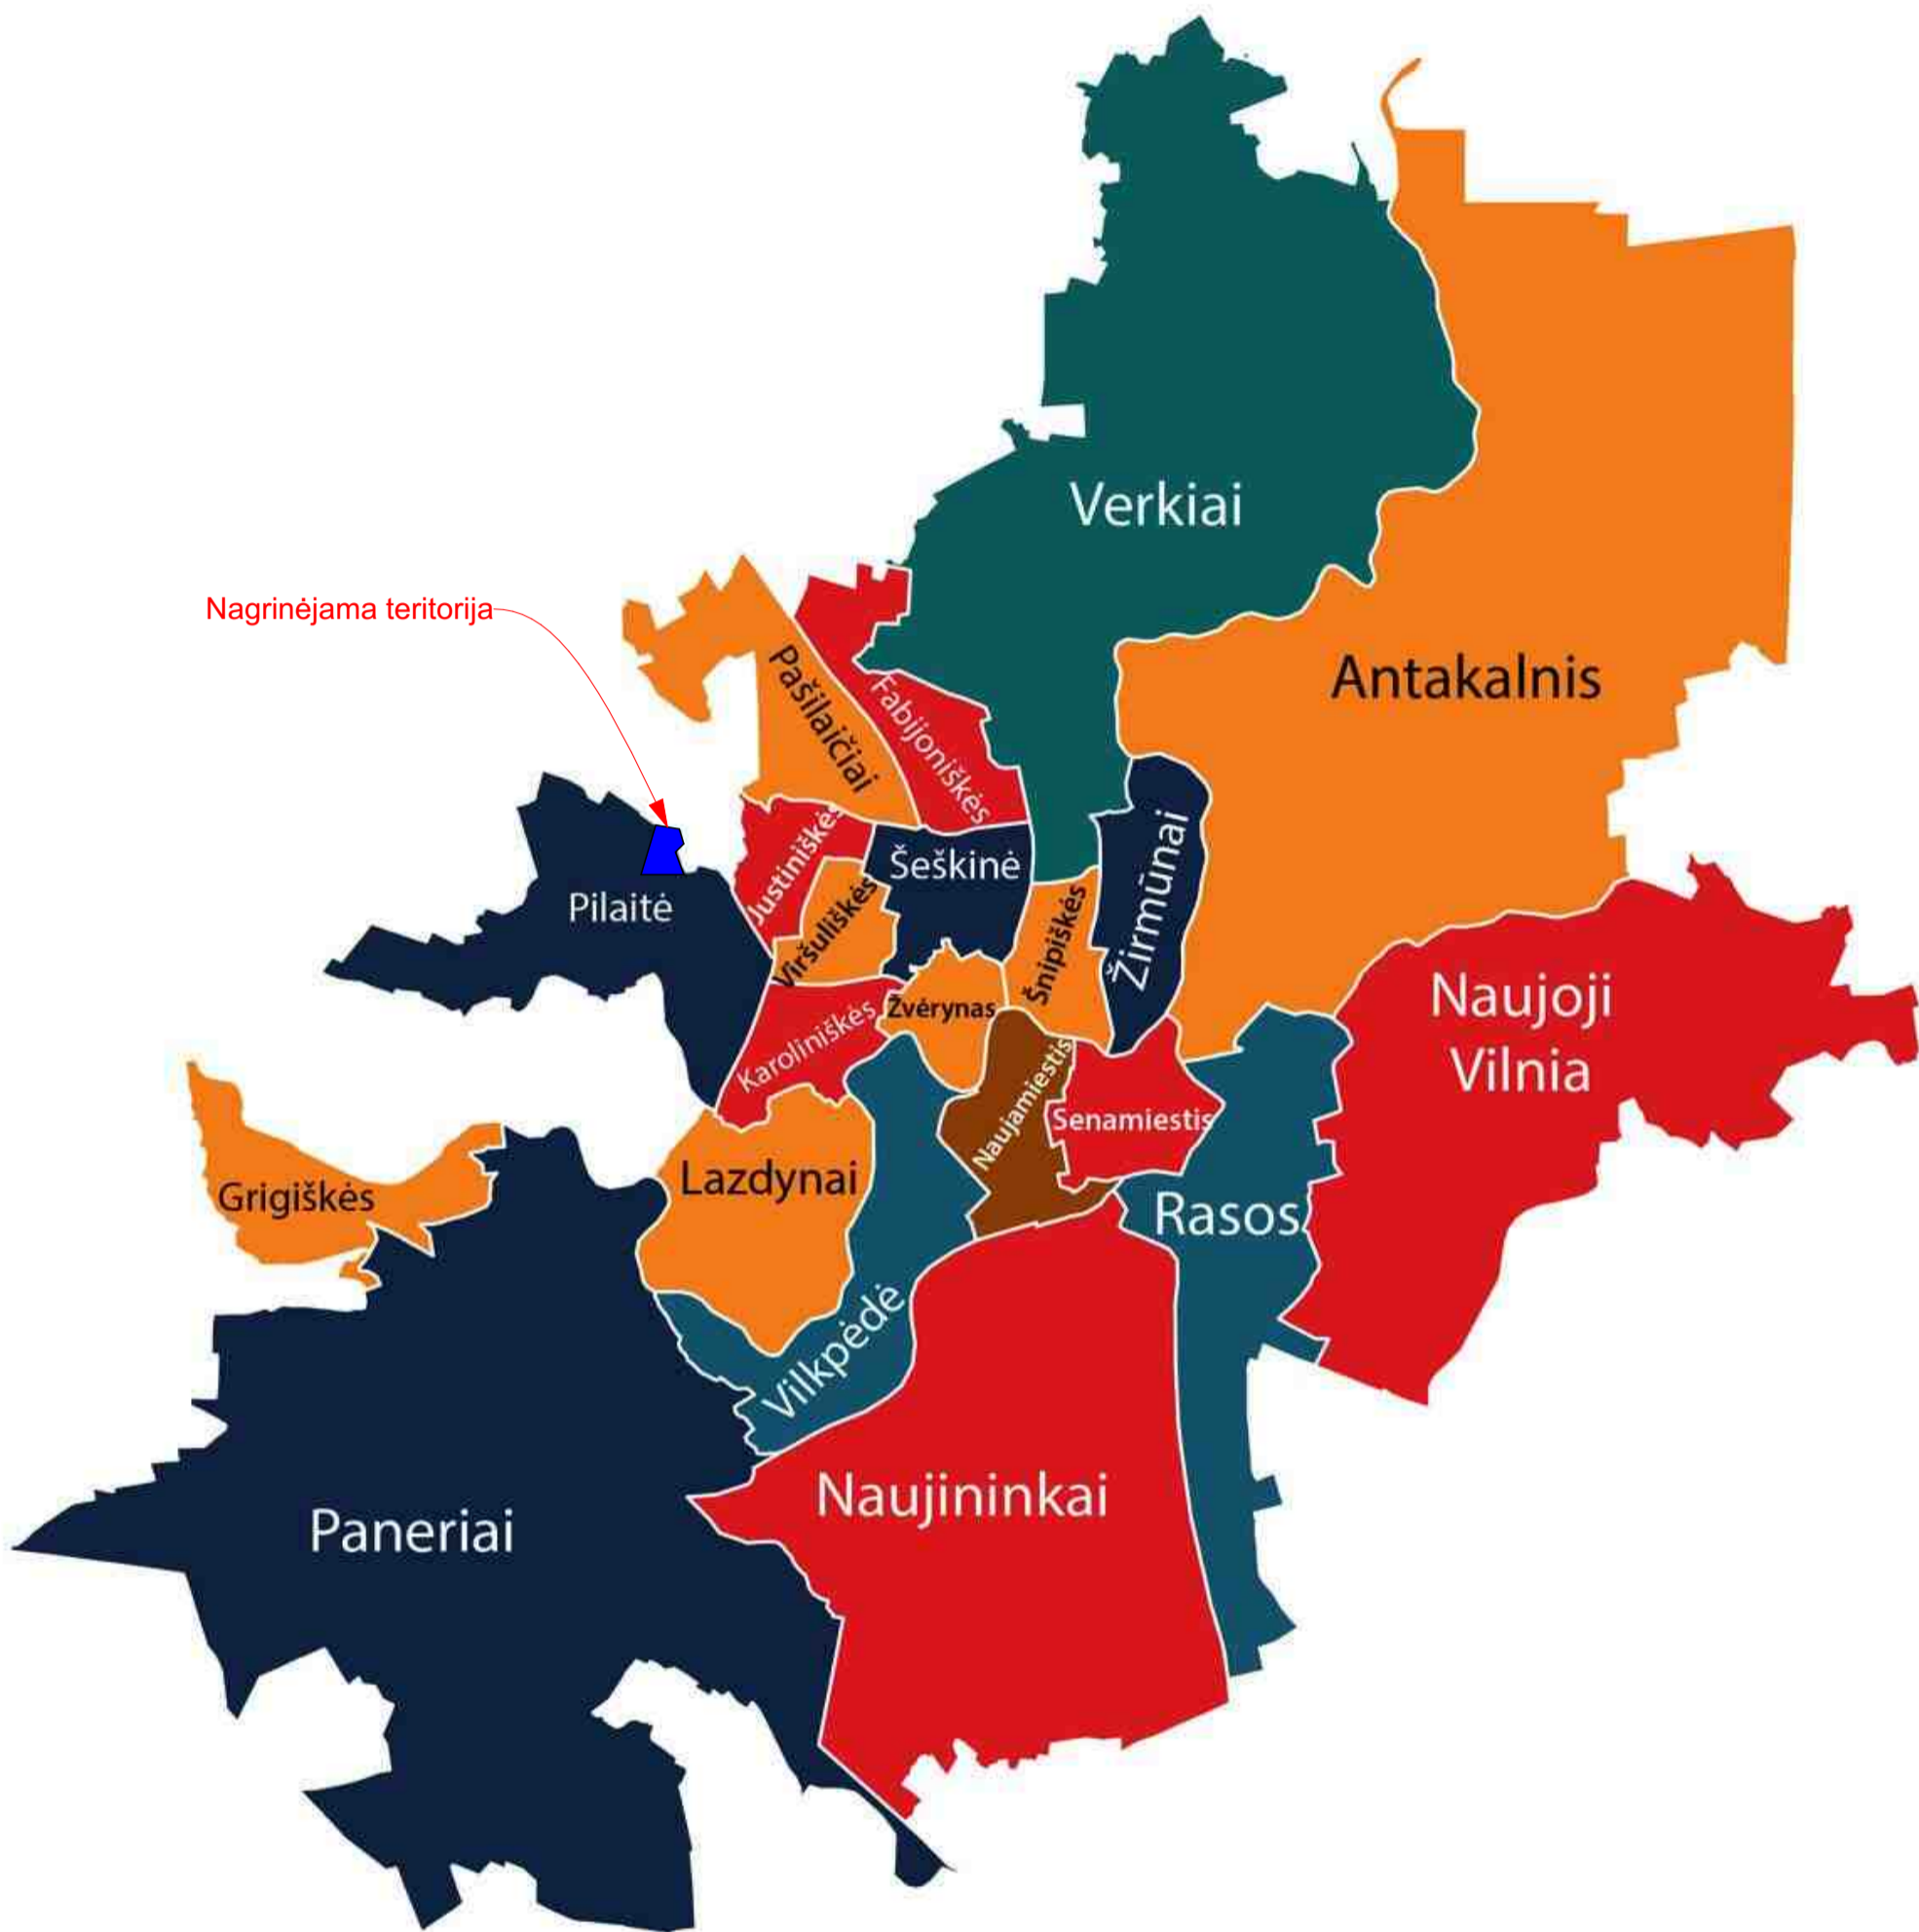 Verkiai
Nagrinėjama teritorija
Antakalnis
Pašilaičiai
Fabijoniškės
Justiniškės
Šeškinė
Žirmūnai
Pilaitė
Viršuliškės
Šnipiškės
Naujoji
Vilnia
Žvėrynas
Karoliniškės
Naujamiestis
Senamiestis
Lazdynai
Grigiškės
Rasos
Vilkpėdė
Naujininkai
Paneriai